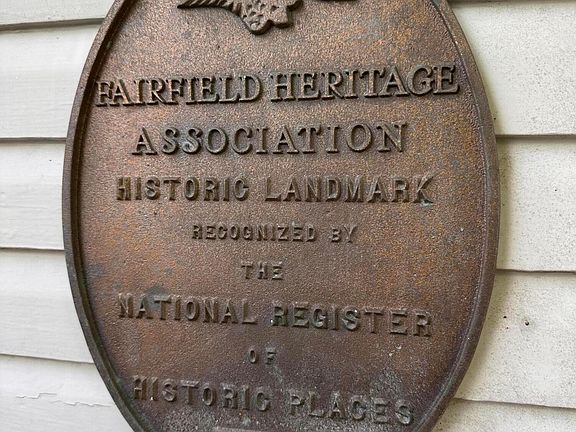 FAIRFIELD HERITAGE
ASSOCIATION
HISTORIC LANDMARK
RECOGNIZED BY
THE
NATIONAL REGISTER
OF
HISTORIC PLACES